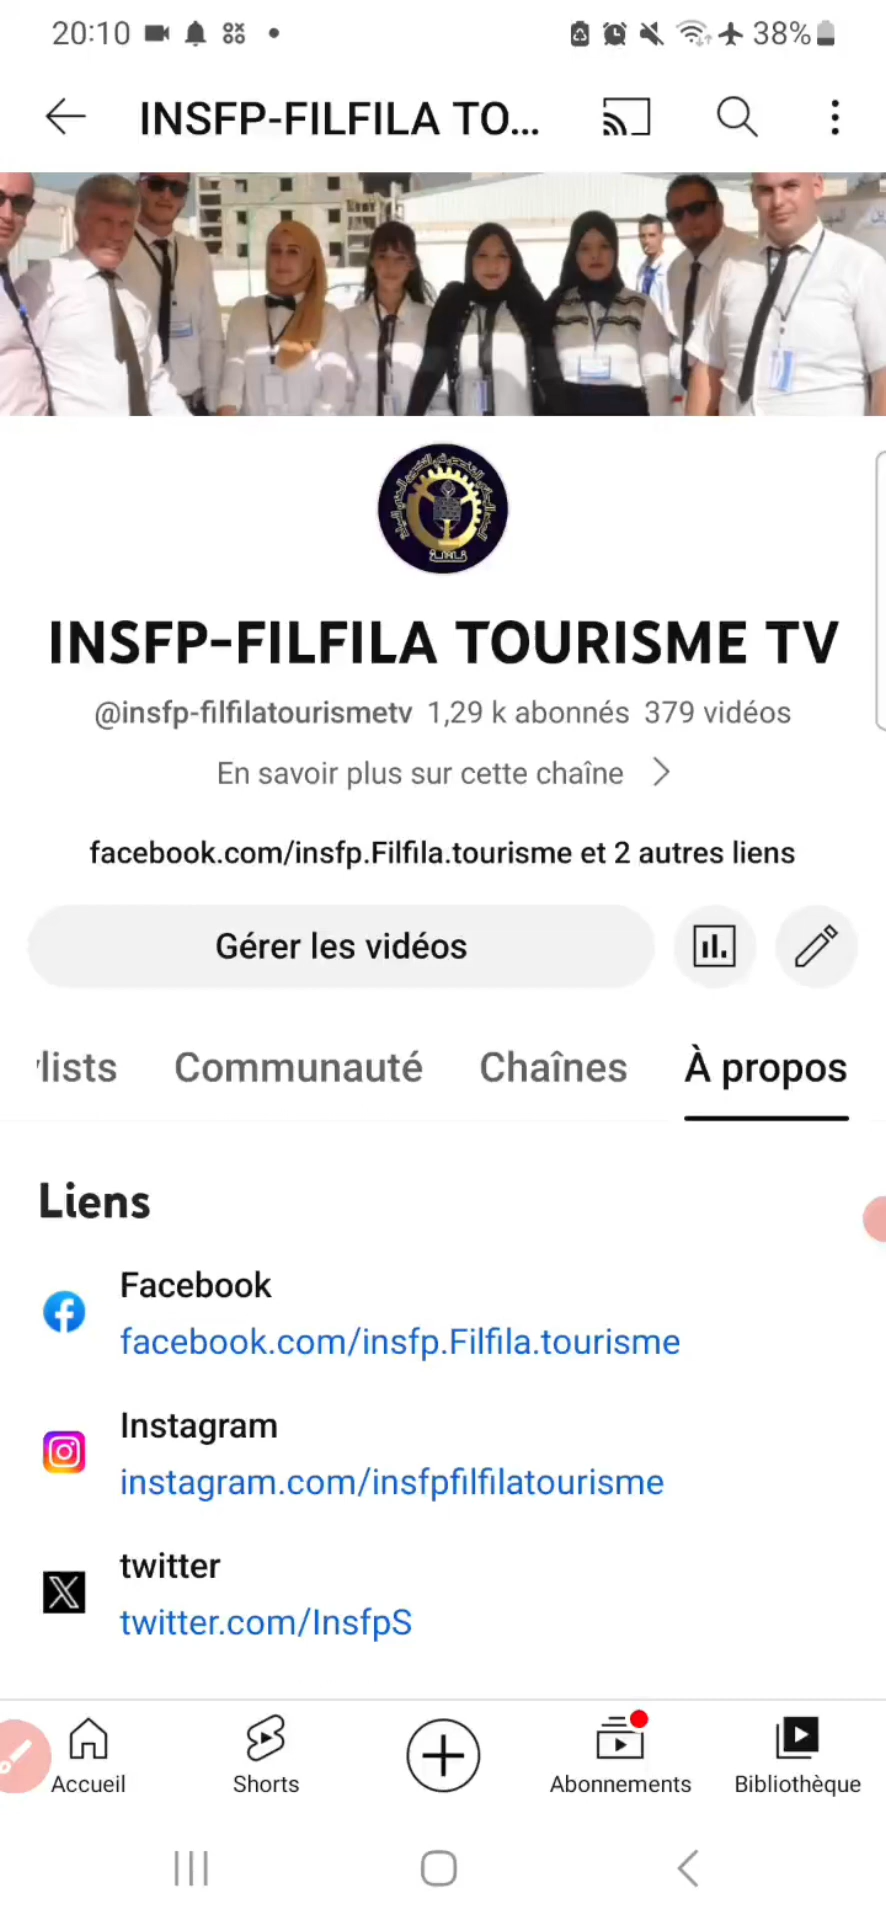 20:10
38%
INSFP-FILFILA TO...
INSFP-FILFILA TOURISME TV
@insfp-filfilatourismetv 1,29 k abonnés 379 vidéos
En savoir plus sur cette chaîne
facebook.com/insfp.Filfila.tourisme et 2 autres liens
Gérer les vidéos
lists Communauté Chaînes À propos
Liens
Facebook
facebook.com/insfp.Filfila.tourisme
Instagram
instagram.com/insfpfilfilatourisme
twitter
twitter.com/InsfpS
Accueil Shorts Abonnements Bibliothèque